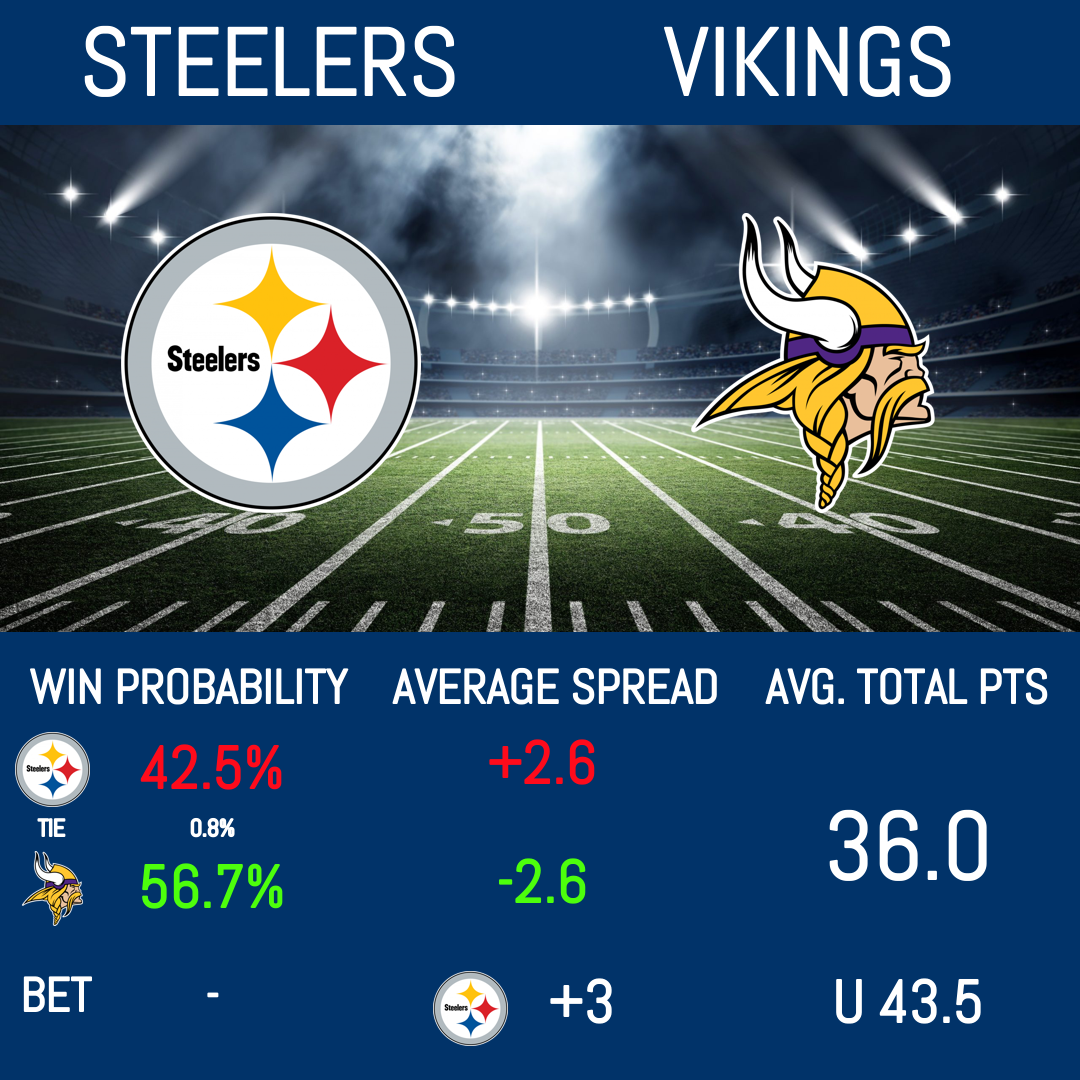 STEELERS VIKINGS
Steelers
40 50 40
WIN PROBABILITY AVERAGE SPREAD AVG. TOTAL PTS
Steelers 42.5% +2.6
TIE 0.8% 36.0
56.7% -2.6
BET - Steelers +3 U 43.5